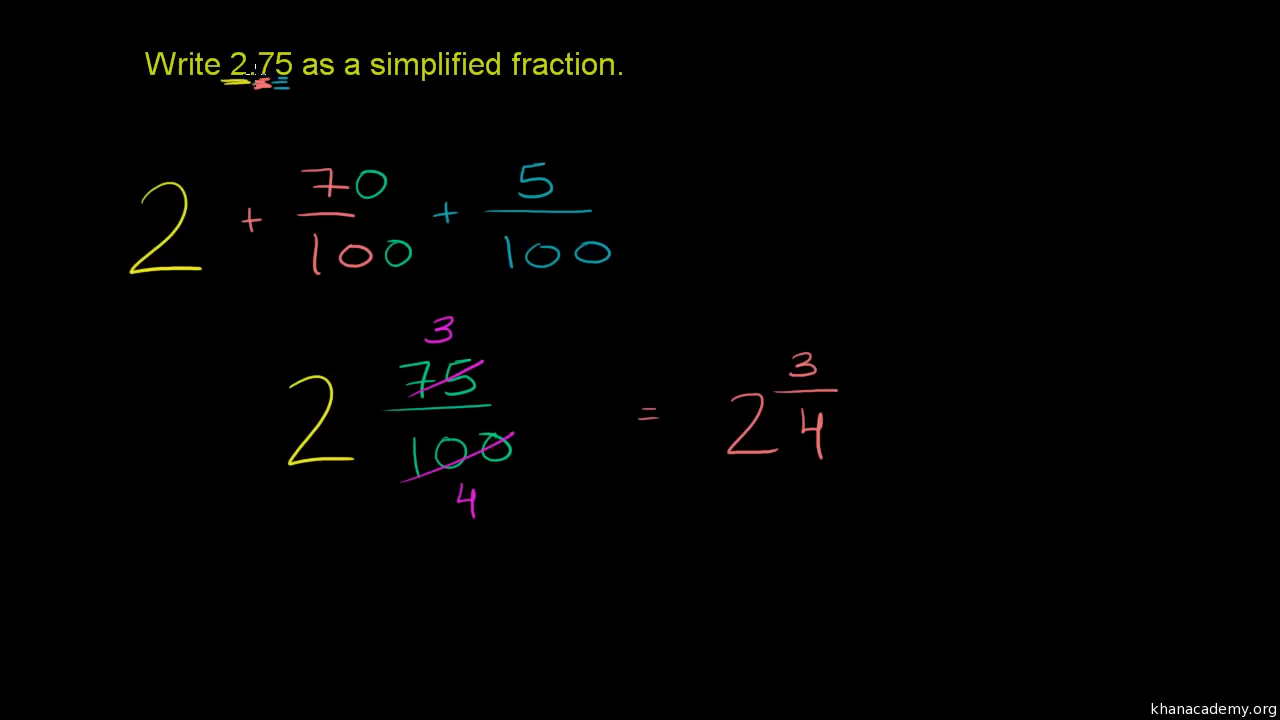 Write 2.75 as a simplified fraction.
2 + 70/100 + 5/100
3
2 75/100 = 2 3/4
4
khanacademy.org